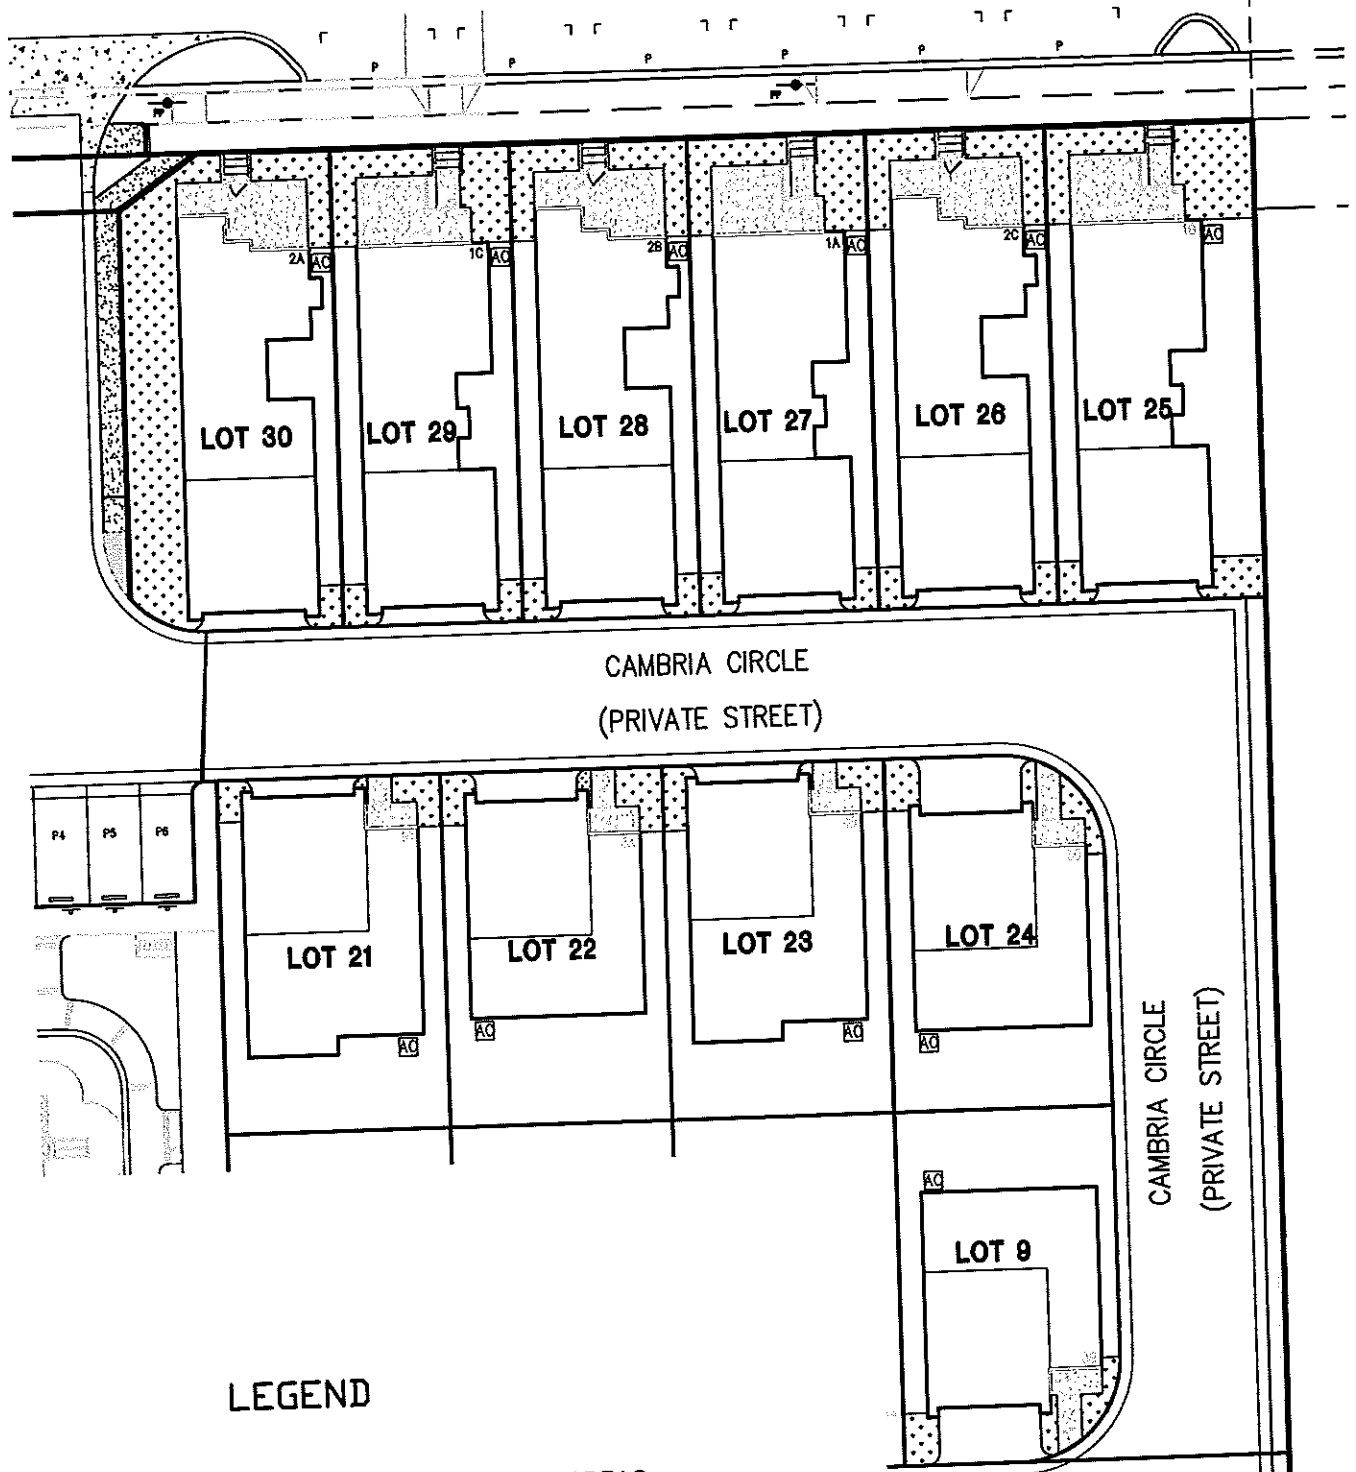 P P P P P P
PP PP
2A AC 1C AC 2B AC 1A AC 2C AC AC
LOT 30 LOT 29 LOT 28 LOT 27 LOT 26 LOT 25
CAMBRIA CIRCLE
(PRIVATE STREET)
P4 P5 P6
LOT 21 LOT 22 LOT 23 LOT 24
AC AC AC AC
CAMBRIA CIRCLE
(PRIVATE STREET)
AC
LOT 9
LEGEND